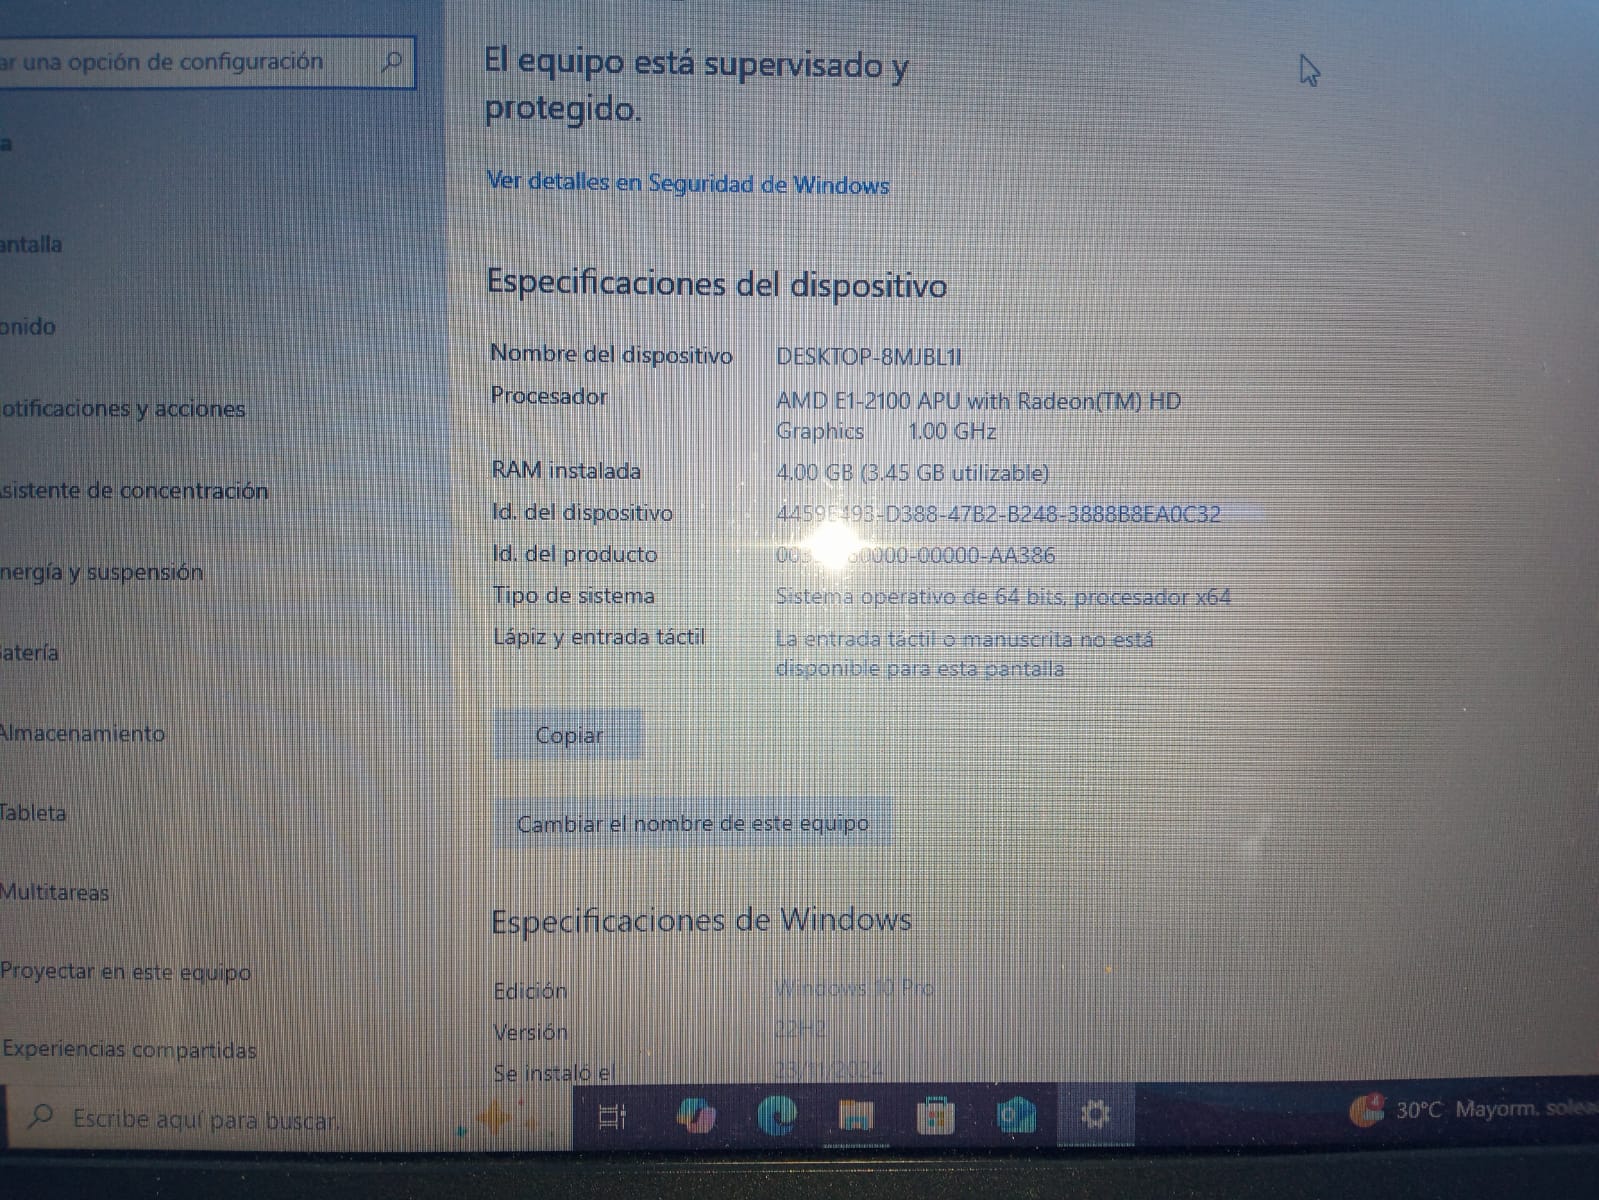 ar una opción de configuración
a
antalla
onido
otificaciones y acciones
sistente de concentración
nergía y suspensión
atería
Almacenamiento
Tableta
Multitareas
Proyectar en este equipo
Experiencias compartidas
El equipo está supervisado y
protegido.
Ver detalles en Seguridad de Windows
Especificaciones del dispositivo
Nombre del dispositivo DESKTOP-8MJBL1I
Procesador AMD E1-2100 APU with Radeon(TM) HD
Graphics 1.00 GHz
RAM instalada 4.00 GB (3.45 GB utilizable)
Id. del dispositivo -D388-47B2-B248-3888B8EA0C32
Id. del producto -00000-AA386
Tipo de sistema Sistema operativo de 64 bits, procesador x64
Lápiz y entrada táctil La entrada táctil o manuscrita no está
disponible para esta pantalla
Copiar
Cambiar el nombre de este equipo
Especificaciones de Windows
Edición Windows 10 Pro
Versión 22H2
Se instaló el 23/11/2024
Escribe aquí para buscar.
4
30°C Mayorm. solea